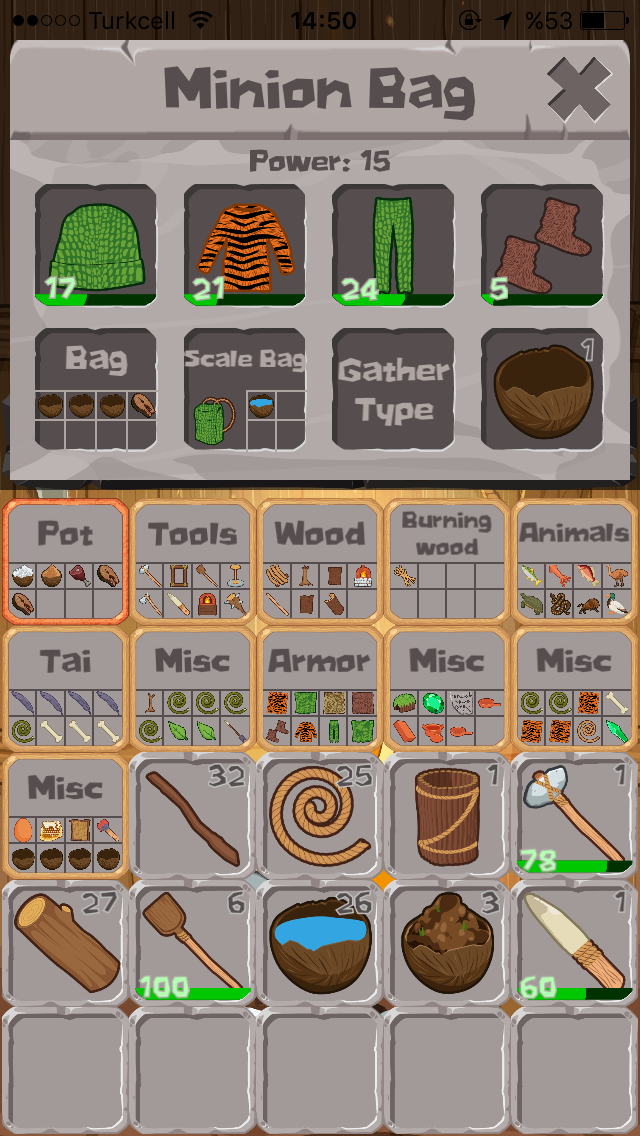 Turkcell 14:50 %53
Minion Bag
Power: 15
17 21 24 5
Bag Scale Bag Gather Type 1
Pot Tools Wood Burning wood Animals
Tai Misc Armor Misc Misc
Misc 32 25 1 1
78
27 6 26 3 1
100 60